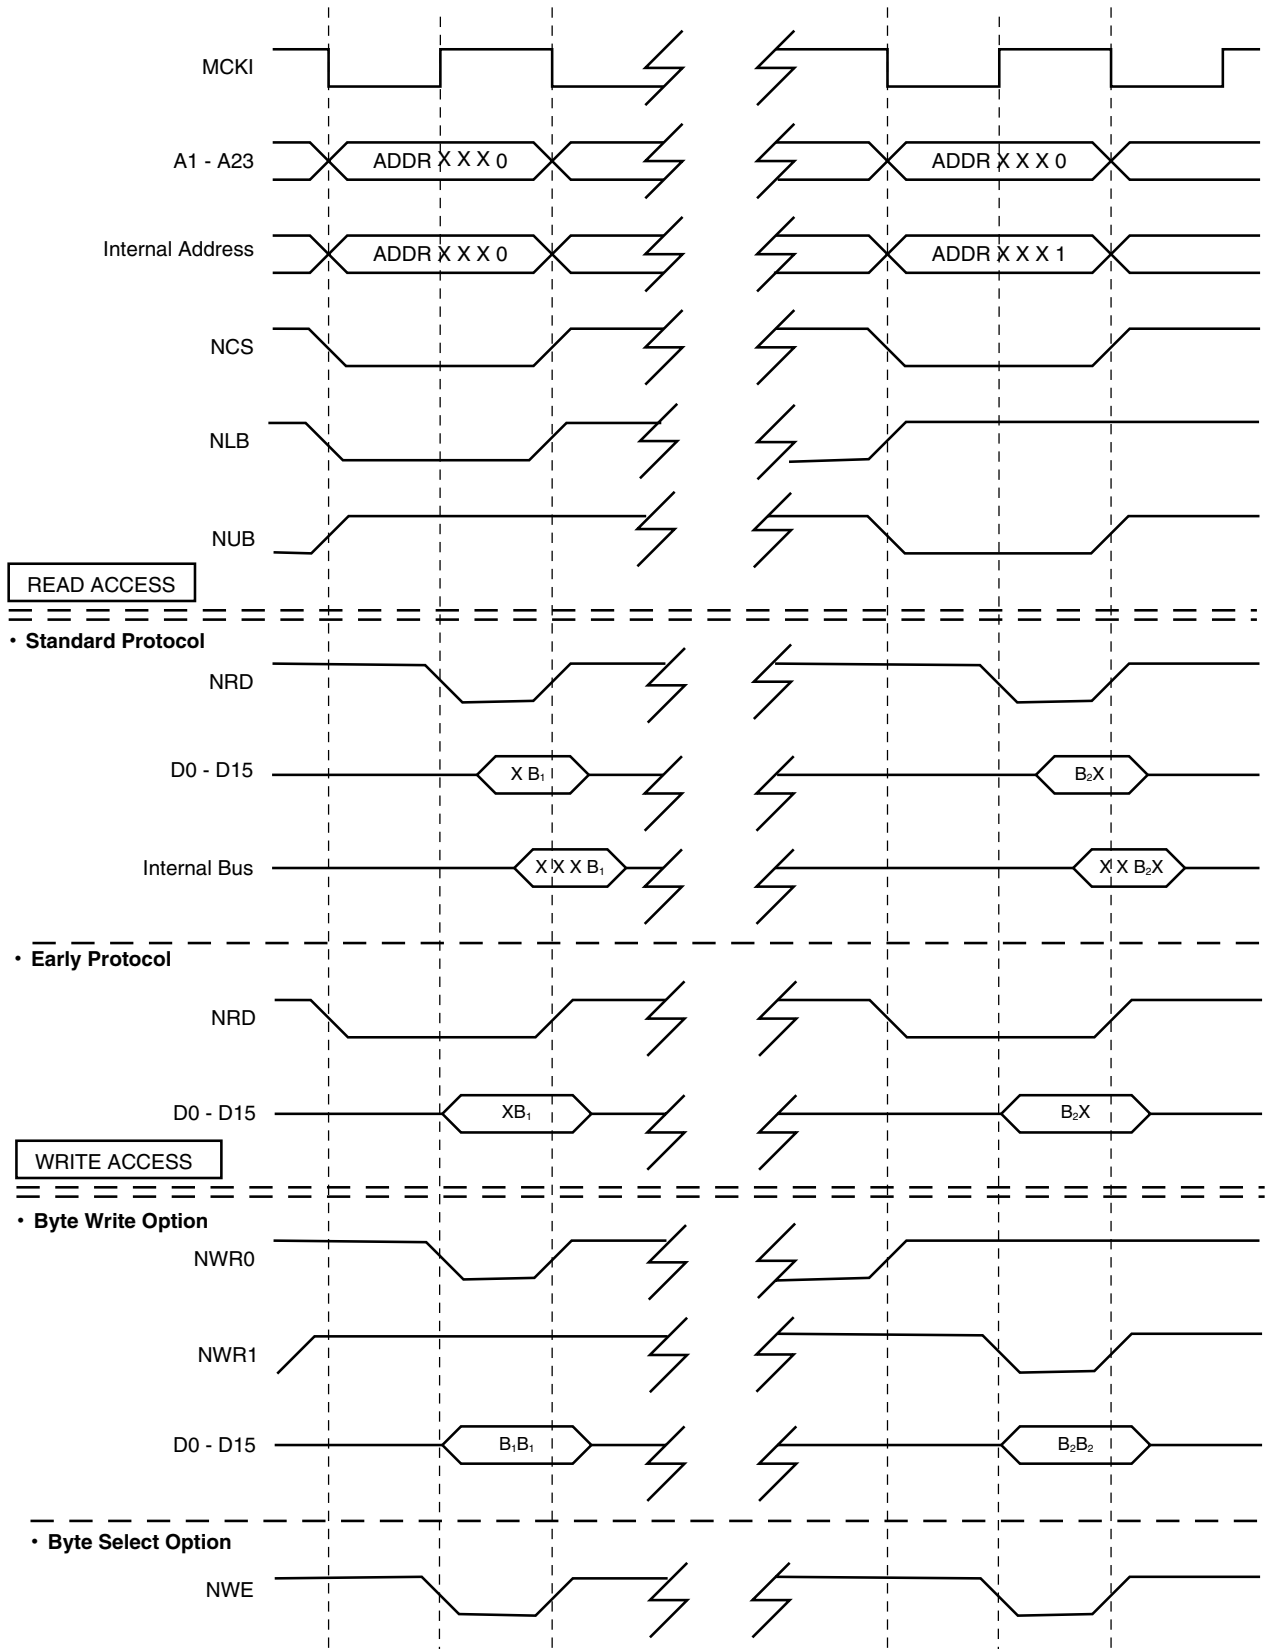 MCKI
A1 - A23 ADDR X X X 0 ADDR X X X 0
Internal Address ADDR X X X 0 ADDR X X X 1
NCS
NLB
NUB
READ ACCESS
• Standard Protocol
NRD
D0 - D15 X B₁ B₂X
Internal Bus X X X B₁ X X B₂X
• Early Protocol
NRD
D0 - D15 XB₁ B₂X
WRITE ACCESS
• Byte Write Option
NWR0
NWR1
D0 - D15 B₁B₁ B₂B₂
• Byte Select Option
NWE